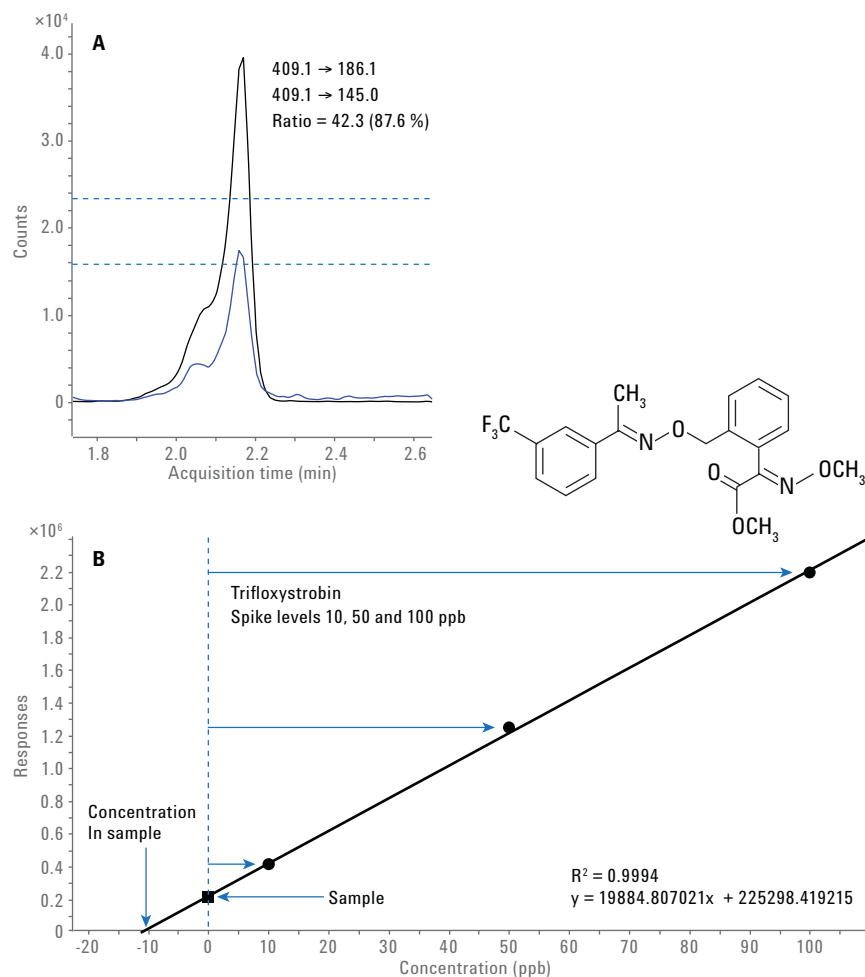 ×10⁴
A
4.0
3.0
2.0
1.0
0
Counts
409.1 → 186.1
409.1 → 145.0
Ratio = 42.3 (87.6 %)
1.8 2.0 2.2 2.4 2.6
Acquisition time (min)
F₃C
CH₃
N
O
O
N
OCH₃
OCH₃
×10⁶
B
2.2
2.0
1.8
1.6
1.4
1.2
1.0
0.8
0.6
0.4
0.2
0
Responses
Trifloxystrobin
Spike levels 10, 50 and 100 ppb
Concentration
In sample
Sample
R² = 0.9994
y = 19884.807021x + 225298.419215
-20 -10 0 10 20 30 40 50 60 70 80 90 100
Concentration (ppb)